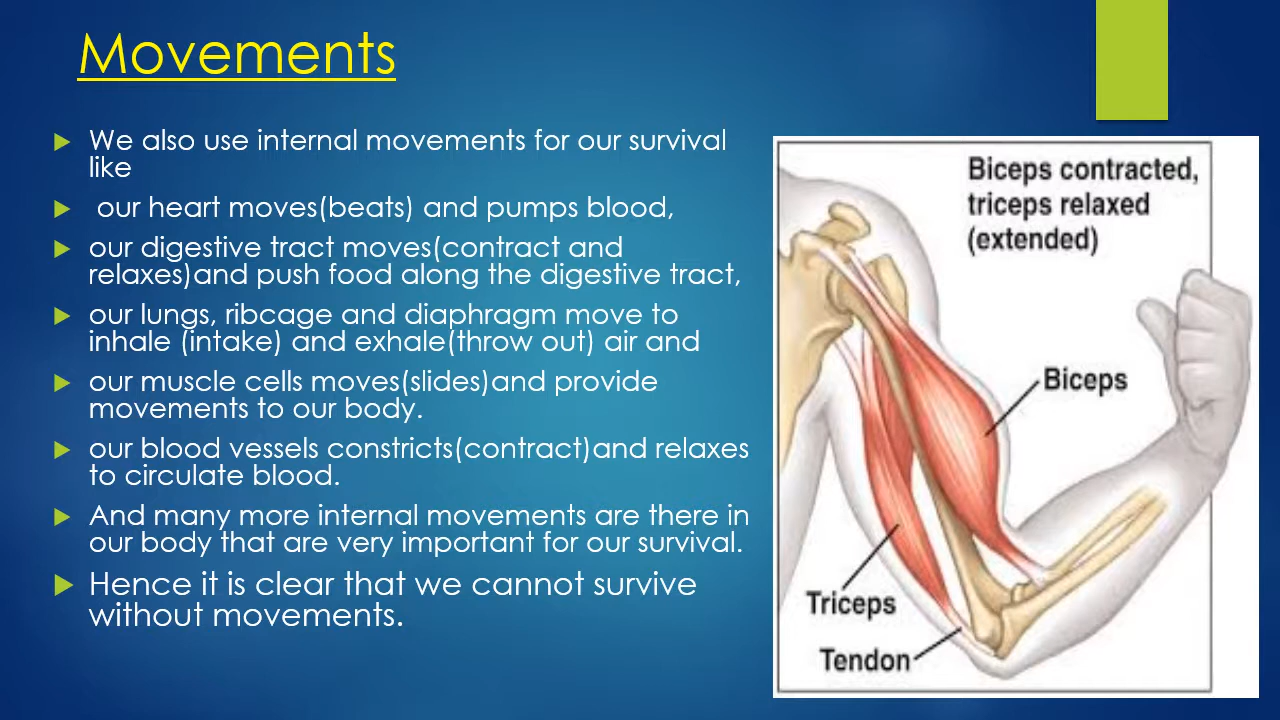 Movements
We also use internal movements for our survival
like
our heart moves(beats) and pumps blood,
our digestive tract moves(contract and
relaxes)and push food along the digestive tract,
our lungs, ribcage and diaphragm move to
inhale (intake) and exhale(throw out) air and
our muscle cells moves(slides)and provide
movements to our body.
our blood vessels constricts(contract)and relaxes
to circulate blood.
And many more internal movements are there in
our body that are very important for our survival.
Hence it is clear that we cannot survive
without movements.
Biceps contracted,
triceps relaxed
(extended)
Biceps
Triceps
Tendon